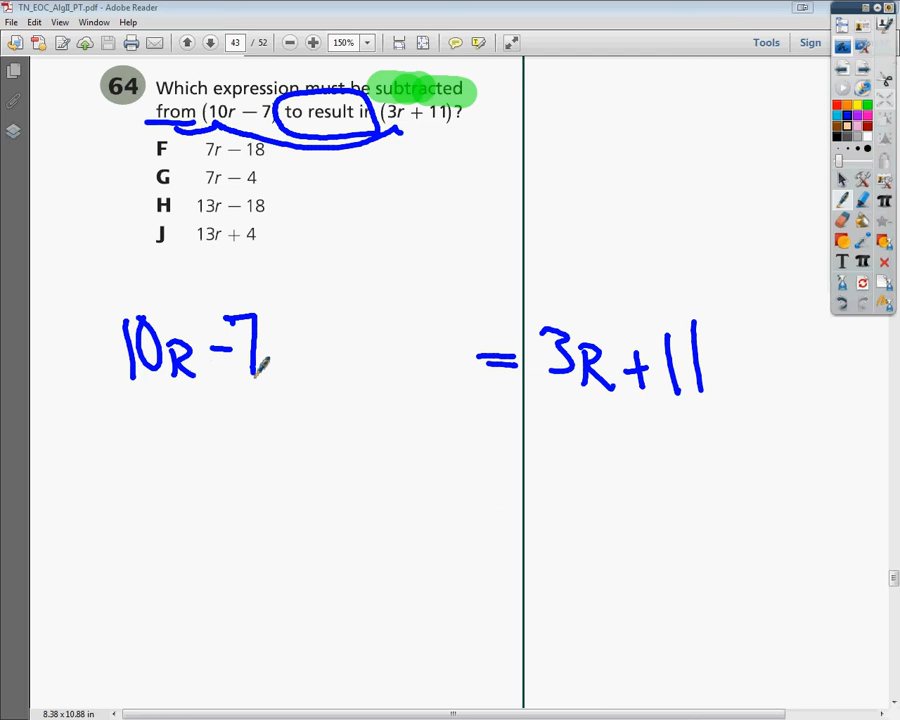 TN_EOC_AlgII_PT.pdf - Adobe Reader
File Edit View Window Help
43 / 52 150% Tools Sign
64 Which expression must be subtracted
from (10r − 7) to result in (3r + 11)?
F 7r − 18
G 7r − 4
H 13r − 18
J 13r + 4
10R − 7 = 3R + 11
8.38 x 10.88 in